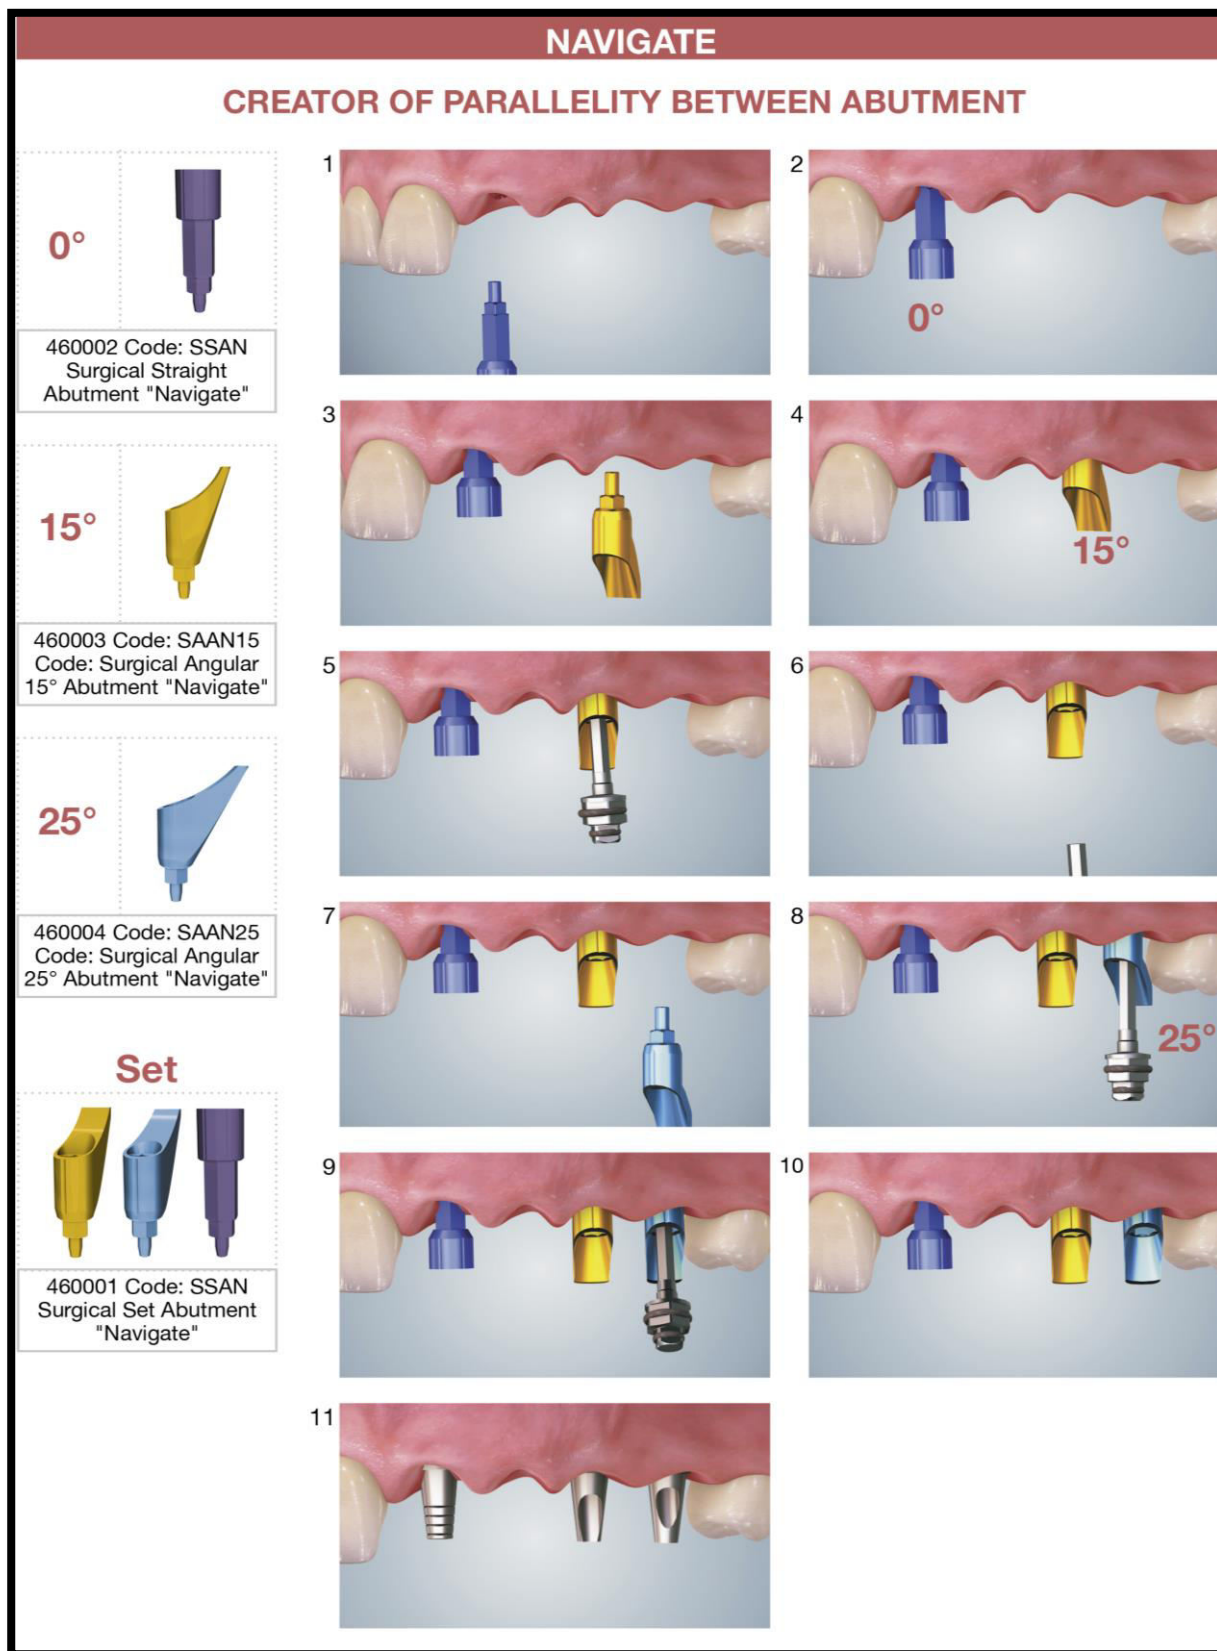 NAVIGATE
CREATOR OF PARALLELITY BETWEEN ABUTMENT
0°
460002 Code: SSAN
Surgical Straight
Abutment "Navigate"
15°
460003 Code: SAAN15
Code: Surgical Angular
15° Abutment "Navigate"
25°
460004 Code: SAAN25
Code: Surgical Angular
25° Abutment "Navigate"
Set
460001 Code: SSAN
Surgical Set Abutment
"Navigate"
1
2
0°
3
4
15°
5
6
7
8
25°
9
10
11